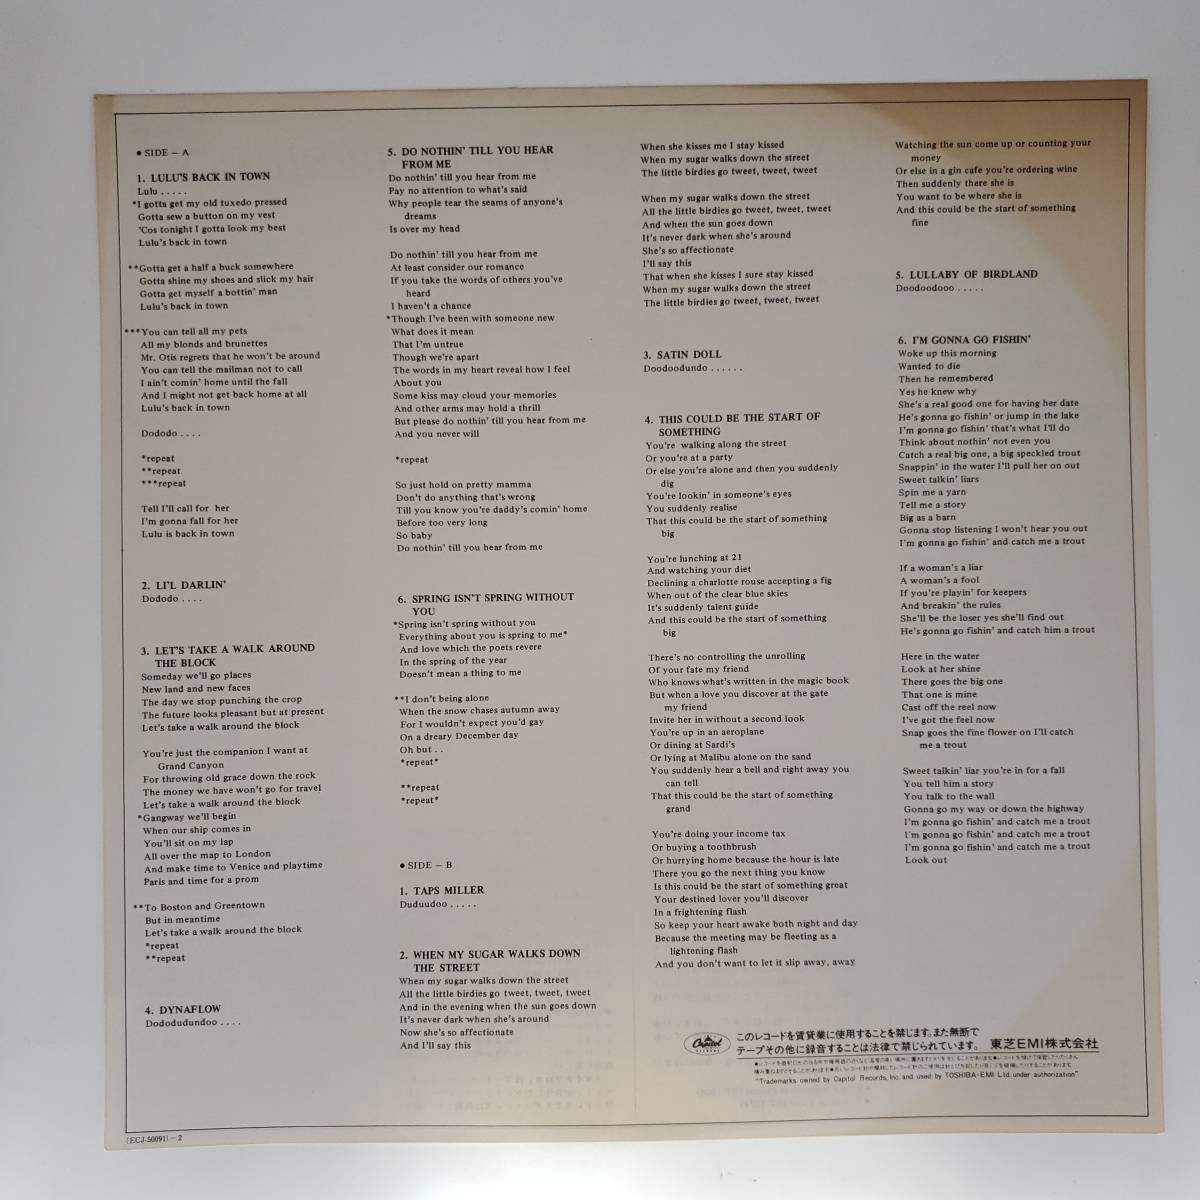 • SIDE – A
1. LULU'S BACK IN TOWN
Lulu . . . . .
*I gotta get my old tuxedo pressed
Gotta sew a button on my vest
'Cos tonight I gotta look my best
Lulu's back in town
**Gotta get a half a buck somewhere
Gotta shine my shoes and slick my hair
Gotta get myself a bottin' man
Lulu's back in town
***You can tell all my pets
All my blonds and brunettes
Mr. Otis regrets that he won't be around
You can tell the mailman not to call
I ain't comin' home until the fall
And I might not get back home at all
Lulu's back in town
Dododo . . . .
*repeat
**repeat
***repeat
Tell I'll call for her
I'm gonna fall for her
Lulu is back in town
2. LI'L DARLIN'
Dododo . . . .
3. LET'S TAKE A WALK AROUND
THE BLOCK
Someday we'll go places
New land and new faces
The day we stop punching the crop
The future looks pleasant but at present
Let's take a walk around the block
You're just the companion I want at
Grand Canyon
For throwing old grace down the rock
The money we have won't go for travel
Let's take a walk around the block
*Gangway we'll begin
When our ship comes in
You'll sit on my lap
All over the map to London
And make time to Venice and playtime
Paris and time for a prom
**To Boston and Greentown
But in meantime
Let's take a walk around the block
*repeat
**repeat
4. DYNAFLOW
Dododudundoo . . . .
5. DO NOTHIN' TILL YOU HEAR
FROM ME
Do nothin' till you hear from me
Pay no attention to what's said
Why people tear the seams of anyone's
dreams
Is over my head
Do nothin' till you hear from me
At least consider our romance
If you take the words of others you've
heard
I haven't a chance
*Though I've been with someone new
What does it mean
That I'm untrue
Though we're apart
The words in my heart reveal how I feel
About you
Some kiss may cloud your memories
And other arms may hold a thrill
But please do nothin' till you hear from me
And you never will
*repeat
So just hold on pretty mamma
Don't do anything that's wrong
Till you know you're daddy's comin' home
Before too very long
So baby
Do nothin' till you hear from me
6. SPRING ISN'T SPRING WITHOUT
YOU
*Spring isn't spring without you
Everything about you is spring to me*
And love which the poets revere
In the spring of the year
Doesn't mean a thing to me
**I don't being alone
When the snow chases autumn away
For I wouldn't expect you'd gay
On a dreary December day
Oh but . .
*repeat*
**repeat
*repeat*
• SIDE – B
1. TAPS MILLER
Duduudoo . . . . .
2. WHEN MY SUGAR WALKS DOWN
THE STREET
When my sugar walks down the street
All the little birdies go tweet, tweet, tweet
And in the evening when the sun goes down
It's never dark when she's around
Now she's so affectionate
And I'll say this
When she kisses me I stay kissed
When my sugar walks down the street
The little birdies go tweet, tweet, tweet
When my sugar walks down the street
All the little birdies go tweet, tweet, tweet
And when the sun goes down
It's never dark when she's around
She's so affectionate
I'll say this
That when she kisses I sure stay kissed
When my sugar walks down the street
The little birdies go tweet, tweet, tweet
3. SATIN DOLL
Doodoodundo . . . . . .
4. THIS COULD BE THE START OF
SOMETHING
You're walking along the street
Or you're at a party
Or else you're alone and then you suddenly
dig
You're lookin' in someone's eyes
You suddenly realise
That this could be the start of something
big
You're lunching at 21
And watching your diet
Declining a charlotte rouse accepting a fig
When out of the clear blue skies
It's suddenly talent guide
And this could be the start of something
big
There's no controlling the unrolling
Of your fate my friend
Who knows what's written in the magic book
But when a love you discover at the gate
my friend
Invite her in without a second look
You're up in an aeroplane
Or dining at Sardi's
Or lying at Malibu alone on the sand
You suddenly hear a bell and right away you
can tell
That this could be the start of something
grand
You're doing your income tax
Or buying a toothbrush
Or hurrying home because the hour is late
There you go the next thing you know
Is this could be the start of something great
Your destined lover you'll discover
In a frightening flash
So keep your heart awake both night and day
Because the meeting may be fleeting as a
lightening flash
And you don't want to let it slip away, away
Watching the sun come up or counting your
money
Or else in a gin cafe you're ordering wine
Then suddenly there she is
You want to be where she is
And this could be the start of something
fine
5. LULLABY OF BIRDLAND
Doodoodooo . . . . .
6. I'M GONNA GO FISHIN'
Woke up this morning
Wanted to die
Then he remembered
Yes he knew why
She's a real good one for having her date
He's gonna go fishin' or jump in the lake
I'm gonna go fishin' that's what I'll do
Think about nothin' not even you
Catch a real big one, a big speckled trout
Snappin' in the water I'll pull her on out
Sweet talkin' liars
Spin me a yarn
Tell me a story
Big as a barn
Gonna stop listening I won't hear you out
I'm gonna go fishin' and catch me a trout
If a woman's a liar
A woman's a fool
If you're playin' for keepers
And breakin' the rules
She'll be the loser yes she'll find out
He's gonna go fishin' and catch him a trout
Here in the water
Look at her shine
There goes the big one
That one is mine
Cast off the reel now
I've got the feel now
Snap goes the fine flower on I'll catch
me a trout
Sweet talkin' liar you're in for a fall
You tell him a story
You talk to the wall
Gonna go my way or down the highway
I'm gonna go fishin' and catch me a trout
I'm gonna go fishin' and catch me a trout
I'm gonna go fishin' and catch me a trout
Look out
Capitol
このレコードを賃貸業に使用することを禁じます。また無断で
テープその他に録音することは法律で禁じられています。 東芝EMI株式会社
"Trademarks owned by Capitol Records, Inc. and used by TOSHIBA-EMI Ltd. under authorization"
(ECJ-50091)–2